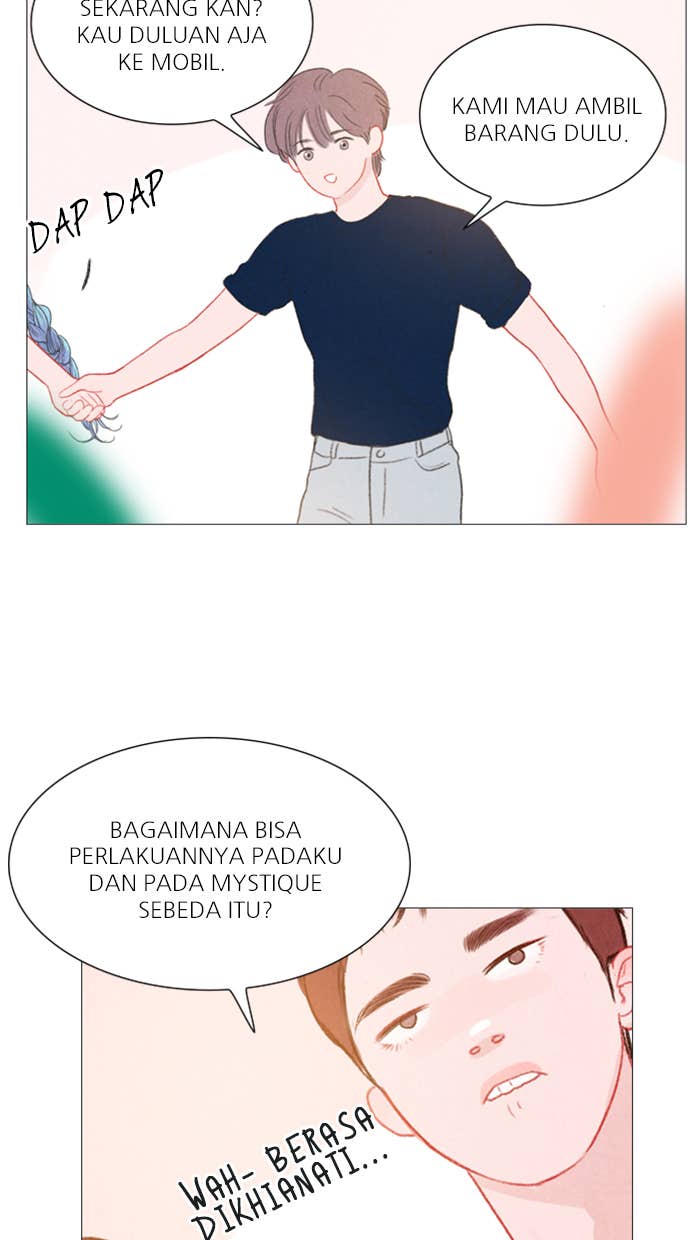 SEKARANG KAN?
KAU DULUAN AJA
KE MOBIL.
KAMI MAU AMBIL
BARANG DULU.
DAP DAP
BAGAIMANA BISA
PERLAKUANNYA PADAKU
DAN PADA MYSTIQUE
SEBEDA ITU?
WAH- BERASA
DIKHIANATI...